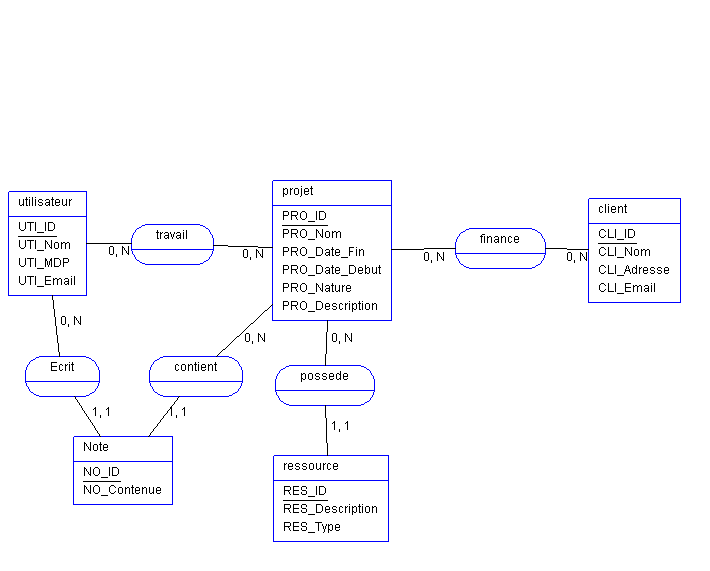 projet
PRO_ID
PRO_Nom
PRO_Date_Fin
PRO_Date_Debut
PRO_Nature
PRO_Description
utilisateur
UTI_ID
UTI_Nom
UTI_MDP
UTI_Email
travail
0, N
0, N
finance
0, N
0, N
client
CLI_ID
CLI_Nom
CLI_Adresse
CLI_Email
0, N
0, N
0, N
Ecrit
contient
possede
1, 1
1, 1
1, 1
Note
NO_ID
NO_Contenue
ressource
RES_ID
RES_Description
RES_Type